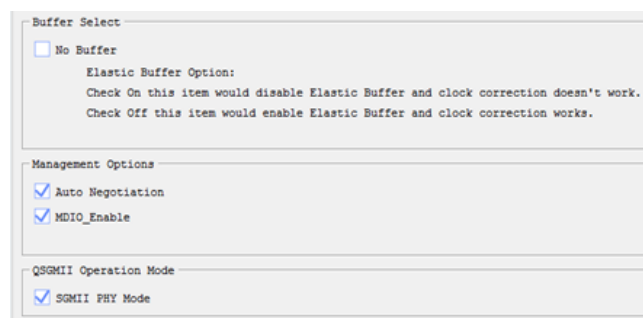 Buffer Select
No Buffer
Elastic Buffer Option:
Check On this item would disable Elastic Buffer and clock correction doesn't work.
Check Off this item would enable Elastic Buffer and clock correction works.
Management Options
Auto Negotiation
MDIO_Enable
QSGMII Operation Mode
SGMII PHY Mode